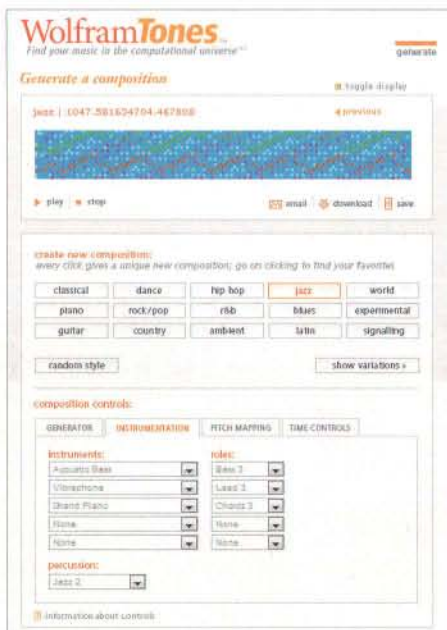 WolframTones
Find your music in the computational universe
generate
Generate a composition
toggle display
previous
play stop
email download save
create new composition:
every click gives a unique new composition; go on clicking to find your favorites
classical dance hip hop jazz world
piano rock/pop r&b blues experimental
guitar country ambient latin signalling
random style show variations »
composition controls:
GENERATOR INSTRUMENTATION PITCH MAPPING TIME CONTROLS
instruments: roles:
Acoustic Bass Bass 3
Vibraphone Lead 3
Grand Piano Chords 3
None None
None None
percussion:
Jazz 2
information about controls